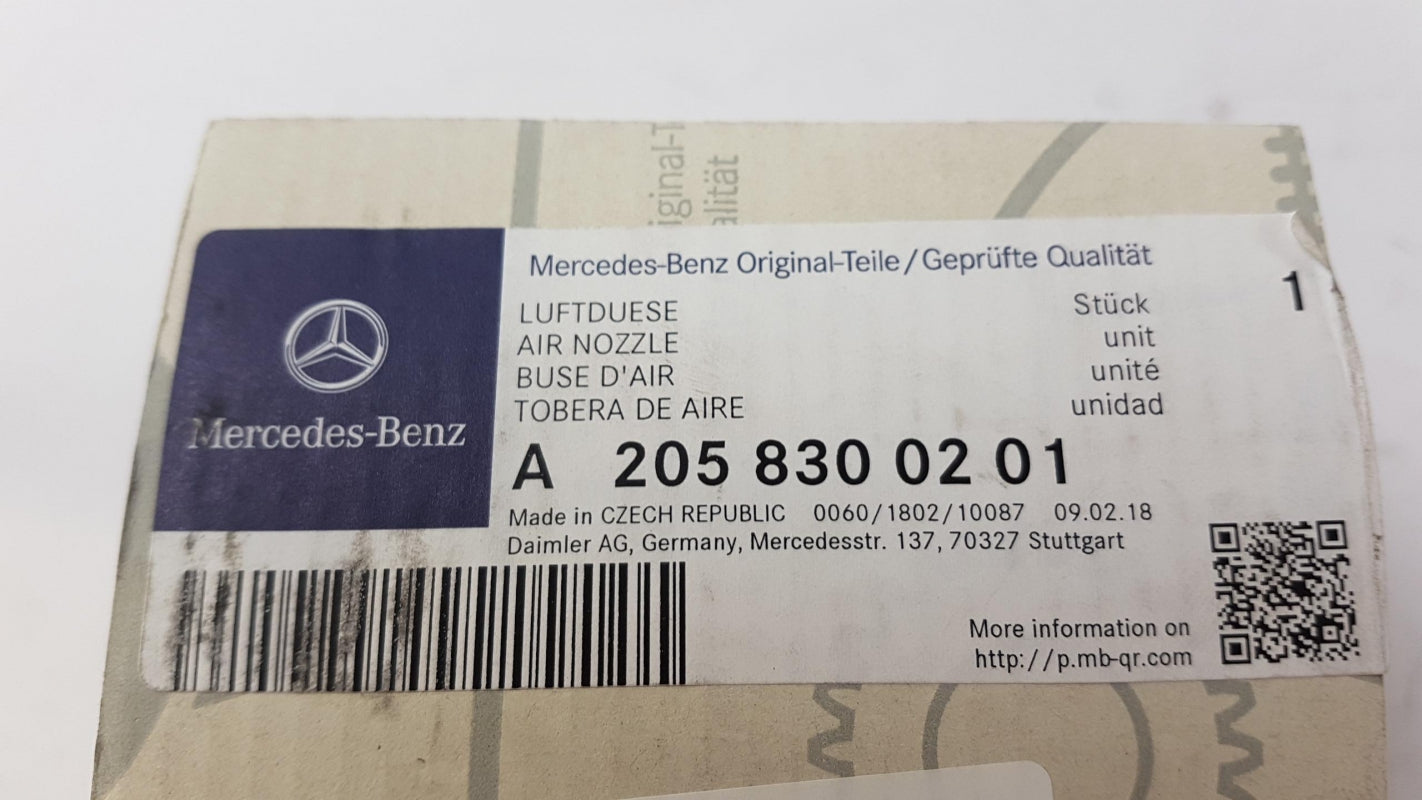 iginal-T
alität
Mercedes-Benz Original-Teile/Geprüfte Qualität
LUFTDUESE Stück 1
AIR NOZZLE unit
BUSE D'AIR unité
TOBERA DE AIRE unidad
Mercedes-Benz
A 205 830 02 01
Made in CZECH REPUBLIC 0060/1802/10087 09.02.18
Daimler AG, Germany, Mercedesstr. 137, 70327 Stuttgart
More information on
http://p.mb-qr.com